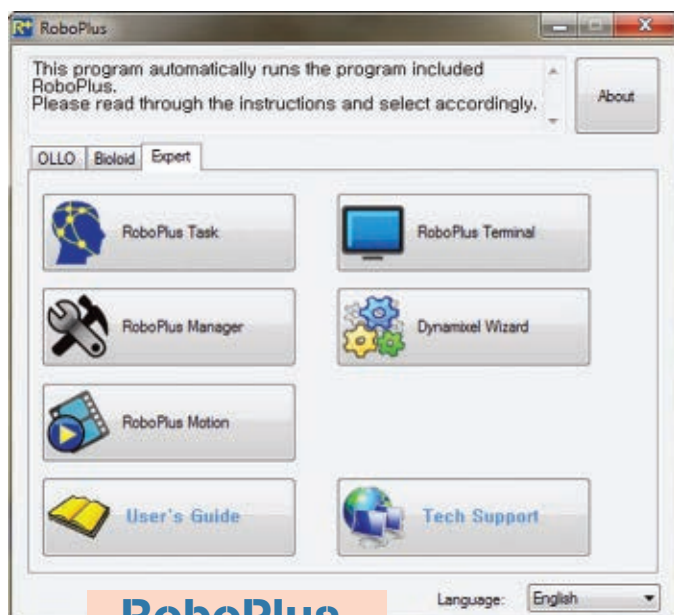 RoboPlus
This program automatically runs the program included
RoboPlus.
Please read through the instructions and select accordingly.
About
OLLO Bioloid Expert
RoboPlus Task
RoboPlus Terminal
RoboPlus Manager
Dynamixel Wizard
RoboPlus Motion
User's Guide
Tech Support
Language: English
RoboPlus